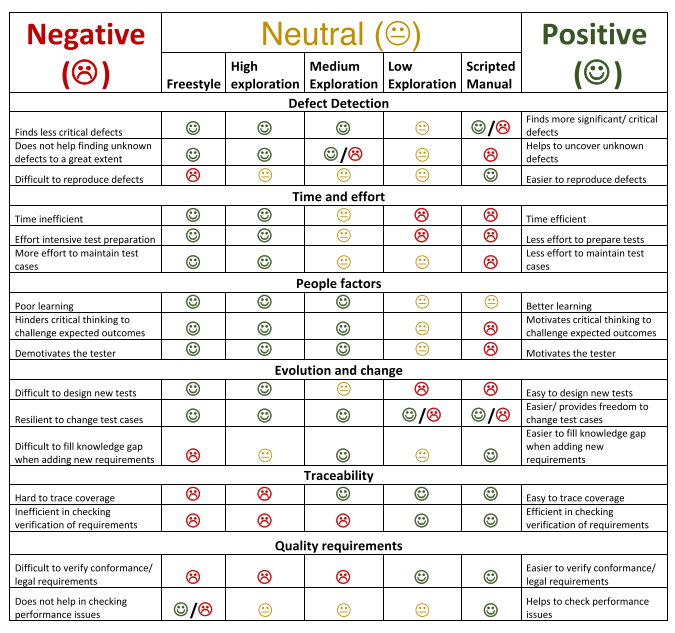 Negative
(☹)
Neutral (😐)
Positive
(☺)
Freestyle
High
exploration
Medium
Exploration
Low
Exploration
Scripted
Manual
Defect Detection
Finds less critical defects
/
Finds more significant/ critical
defects
Does not help finding unknown
defects to a great extent
/
Helps to uncover unknown
defects
Difficult to reproduce defects
Easier to reproduce defects
Time and effort
Time inefficient
Time efficient
Effort intensive test preparation
Less effort to prepare tests
More effort to maintain test
cases
Less effort to maintain test
cases
People factors
Poor learning
Better learning
Hinders critical thinking to
challenge expected outcomes
Motivates critical thinking to
challenge expected outcomes
Demotivates the tester
Motivates the tester
Evolution and change
Difficult to design new tests
Easy to design new tests
Resilient to change test cases
/
/
Easier/ provides freedom to
change test cases
Difficult to fill knowledge gap
when adding new requirements
Easier to fill knowledge gap
when adding new
requirements
Traceability
Hard to trace coverage
Easy to trace coverage
Inefficient in checking
verification of requirements
Efficient in checking
verification of requirements
Quality requirements
Difficult to verify conformance/
legal requirements
Easier to verify conformance/
legal requirements
Does not help in checking
performance issues
/
Helps to check performance
issues